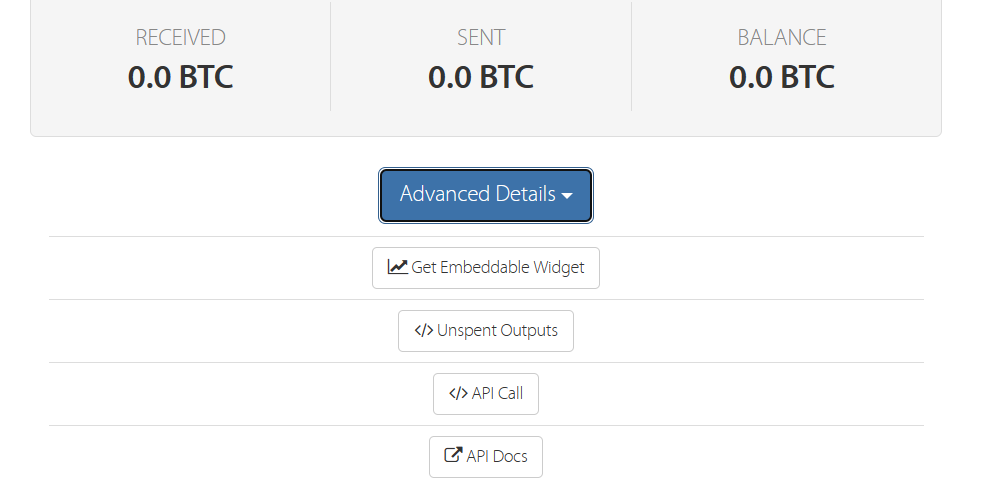 RECEIVED SENT BALANCE
0.0 BTC 0.0 BTC 0.0 BTC
Advanced Details
Get Embeddable Widget
Unspent Outputs
API Call
API Docs